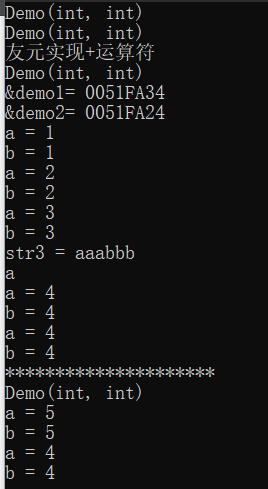 Demo(int, int)
Demo(int, int)
友元实现+运算符
Demo(int, int)
&demo1= 0051FA34
&demo2= 0051FA24
a = 1
b = 1
a = 2
b = 2
a = 3
b = 3
str3 = aaabbb
a
a = 4
b = 4
a = 4
b = 4
*********************
Demo(int, int)
a = 5
b = 5
a = 4
b = 4